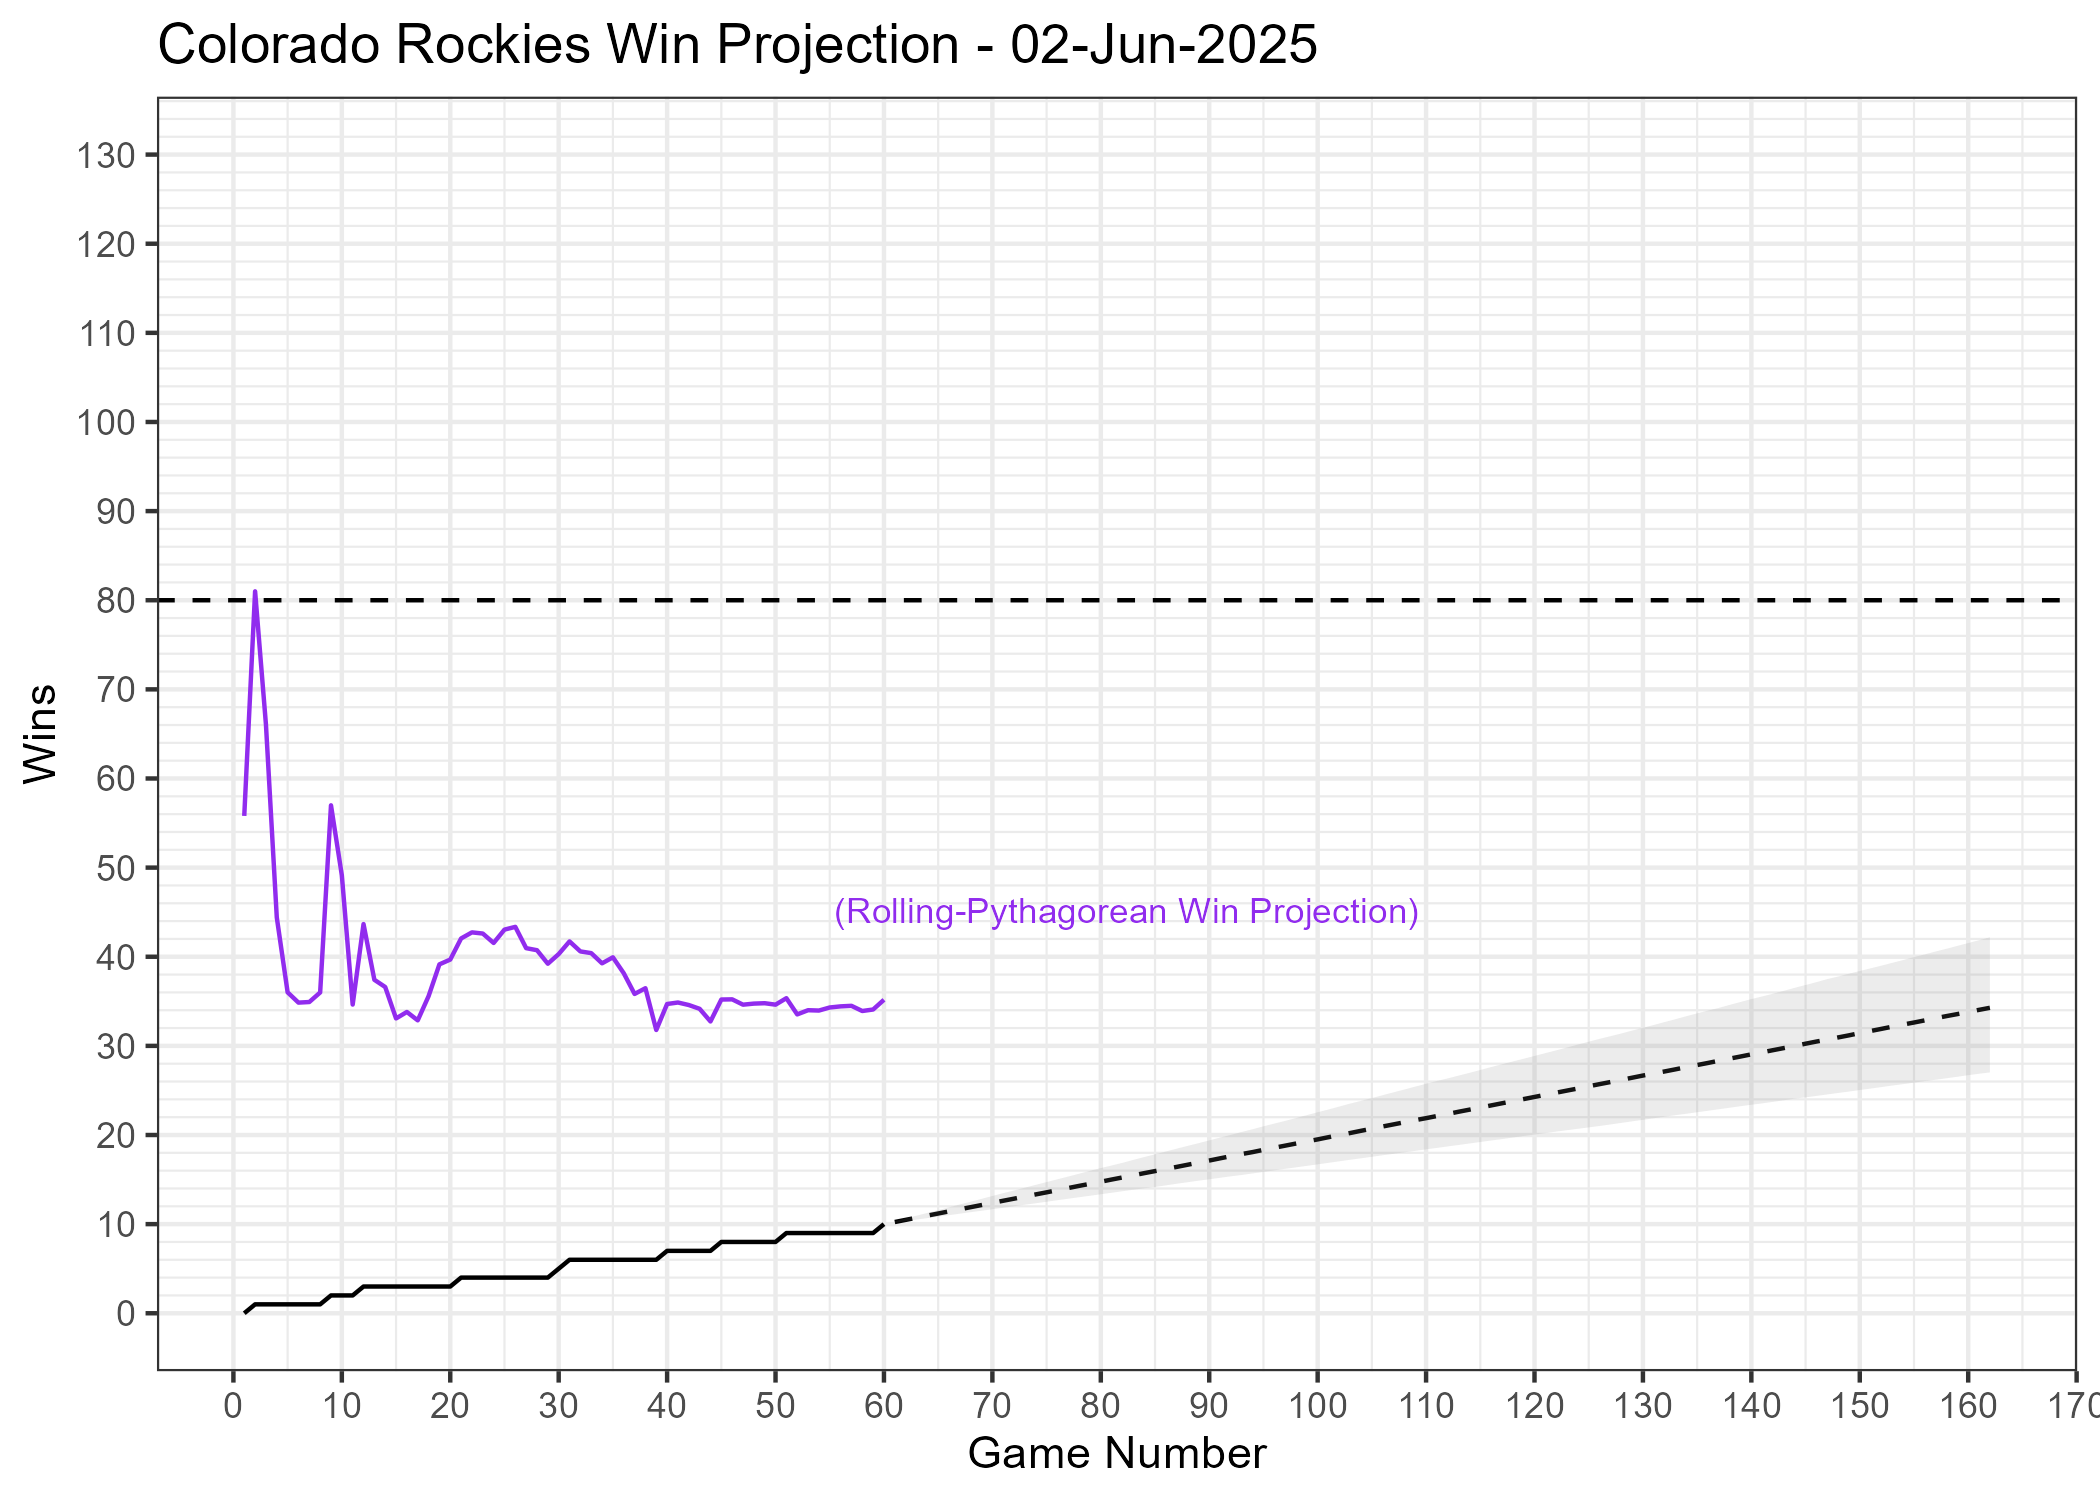 Colorado Rockies Win Projection - 02-Jun-2025
130
120
110
100
90
80
70
60
50
40
30
20
10
0
Wins
(Rolling-Pythagorean Win Projection)
0 10 20 30 40 50 60 70 80 90 100 110 120 130 140 150 160 170
Game Number